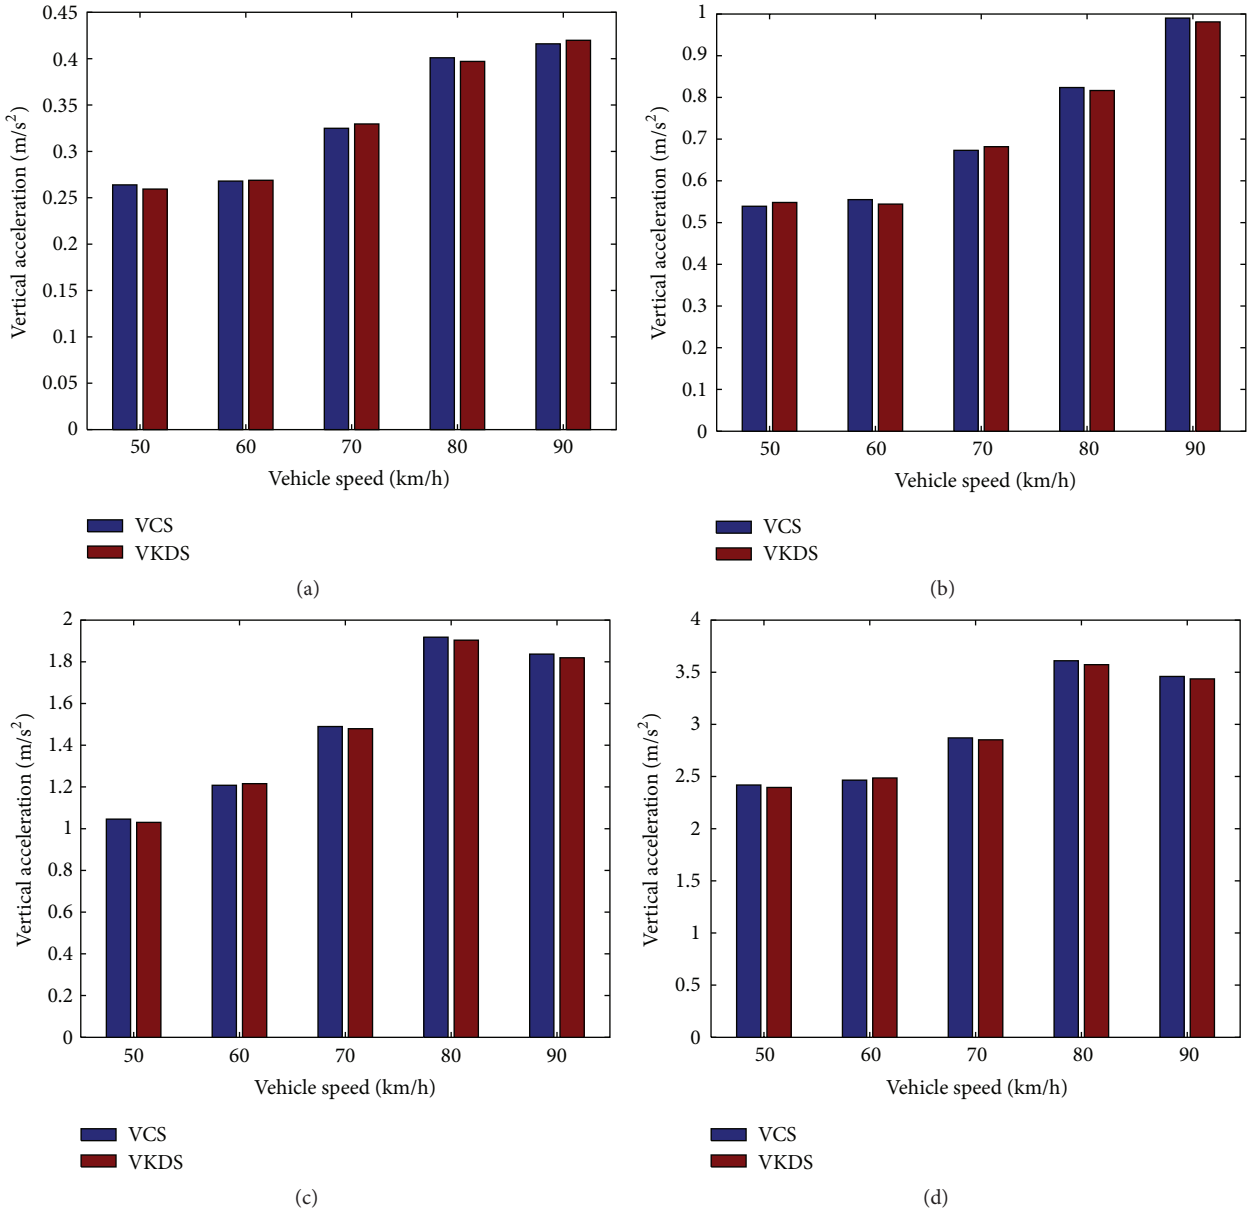 0.45
0.4
0.35
0.3
0.25
0.2
0.15
0.1
0.05
0
Vertical acceleration (m/s²)
50 60 70 80 90
Vehicle speed (km/h)
VCS
VKDS
(a)
1
0.9
0.8
0.7
0.6
0.5
0.4
0.3
0.2
0.1
0
Vertical acceleration (m/s²)
50 60 70 80 90
Vehicle speed (km/h)
VCS
VKDS
(b)
2
1.8
1.6
1.4
1.2
1
0.8
0.6
0.4
0.2
0
Vertical acceleration (m/s²)
50 60 70 80 90
Vehicle speed (km/h)
VCS
VKDS
(c)
4
3.5
3
2.5
2
1.5
1
0.5
0
Vertical acceleration (m/s²)
50 60 70 80 90
Vehicle speed (km/h)
VCS
VKDS
(d)